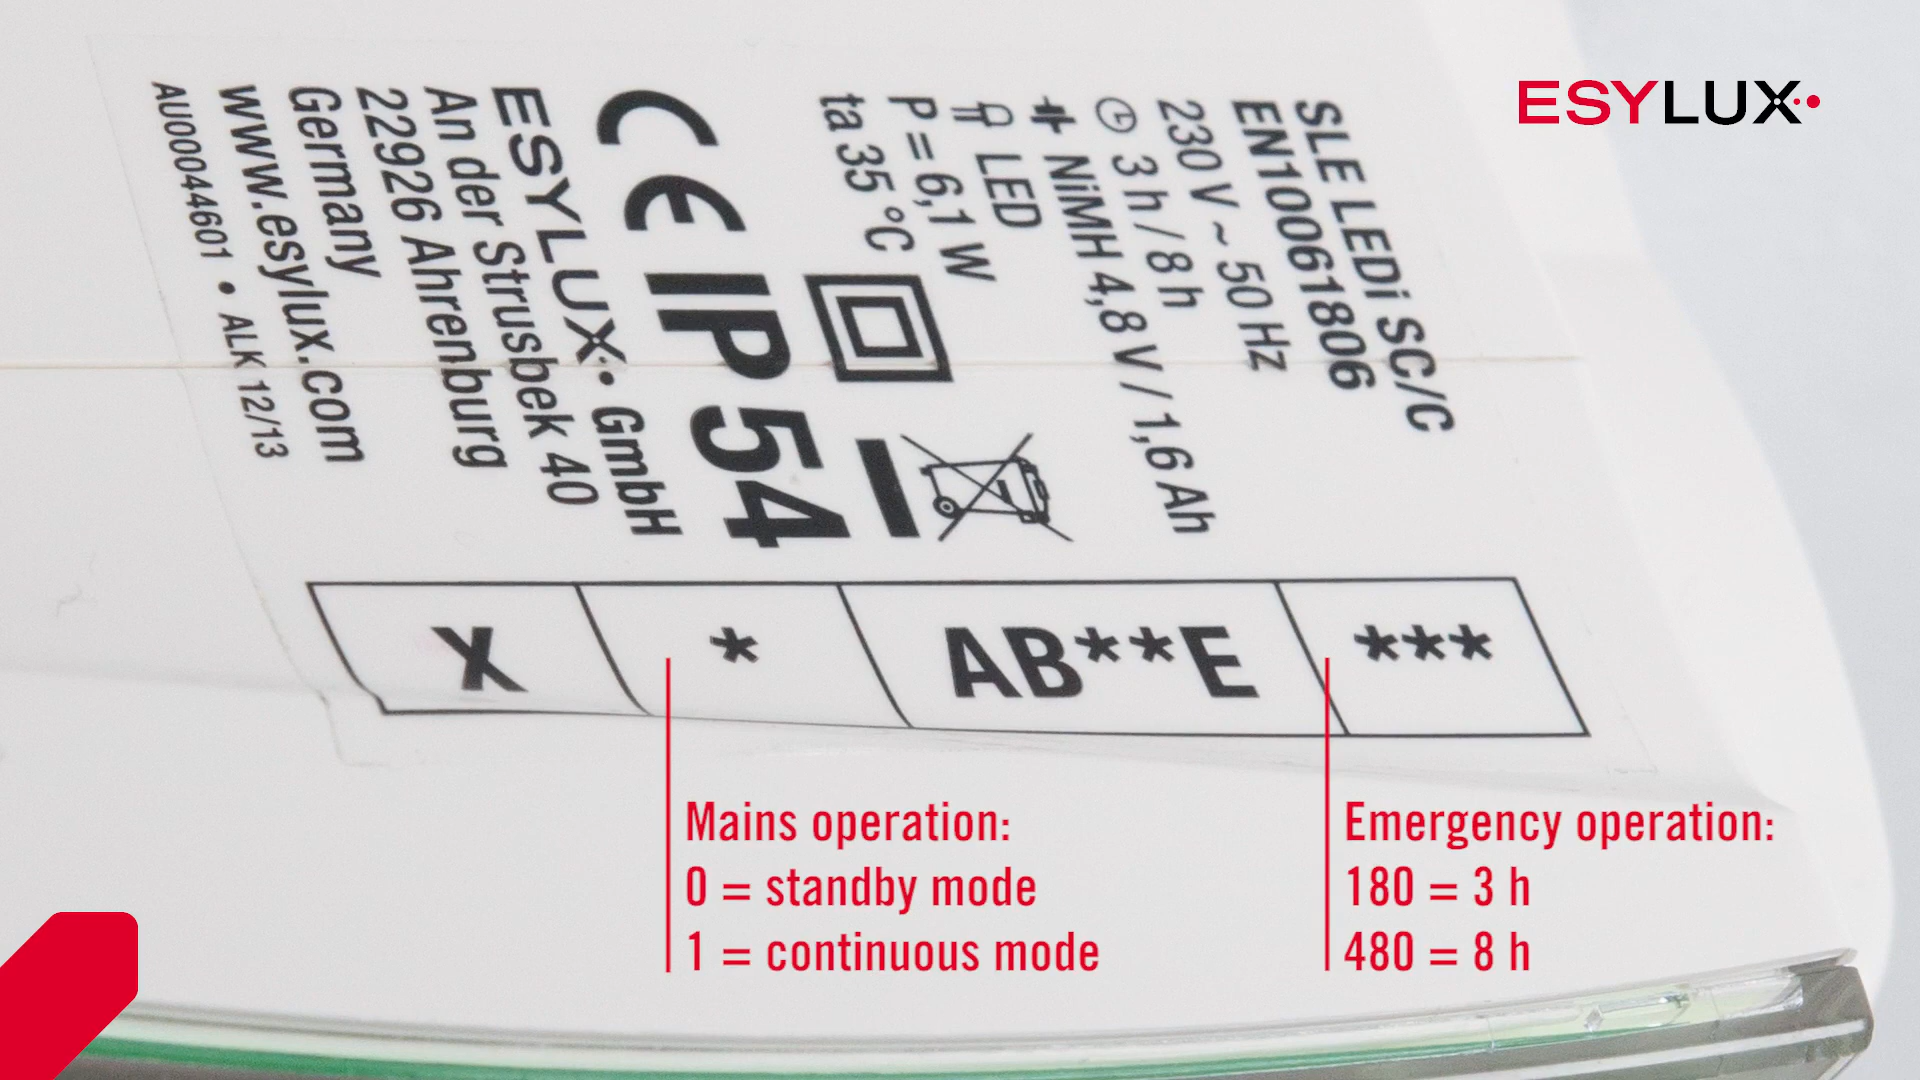 ESYLUX
SLE LEDi SC/C
EN10061806
230 V ~ 50 Hz
3 h / 8 h
NiMH 4,8 V / 1,6 Ah
LED
P = 6,1 W
ta 35 °C
CE IP 54
ESYLUX GmbH
An der Strusbek 40
22926 Ahrenburg
Germany
www.esylux.com
AU00044601 • ALK 12/13
X * AB**E ***
Mains operation:
0 = standby mode
1 = continuous mode
Emergency operation:
180 = 3 h
480 = 8 h